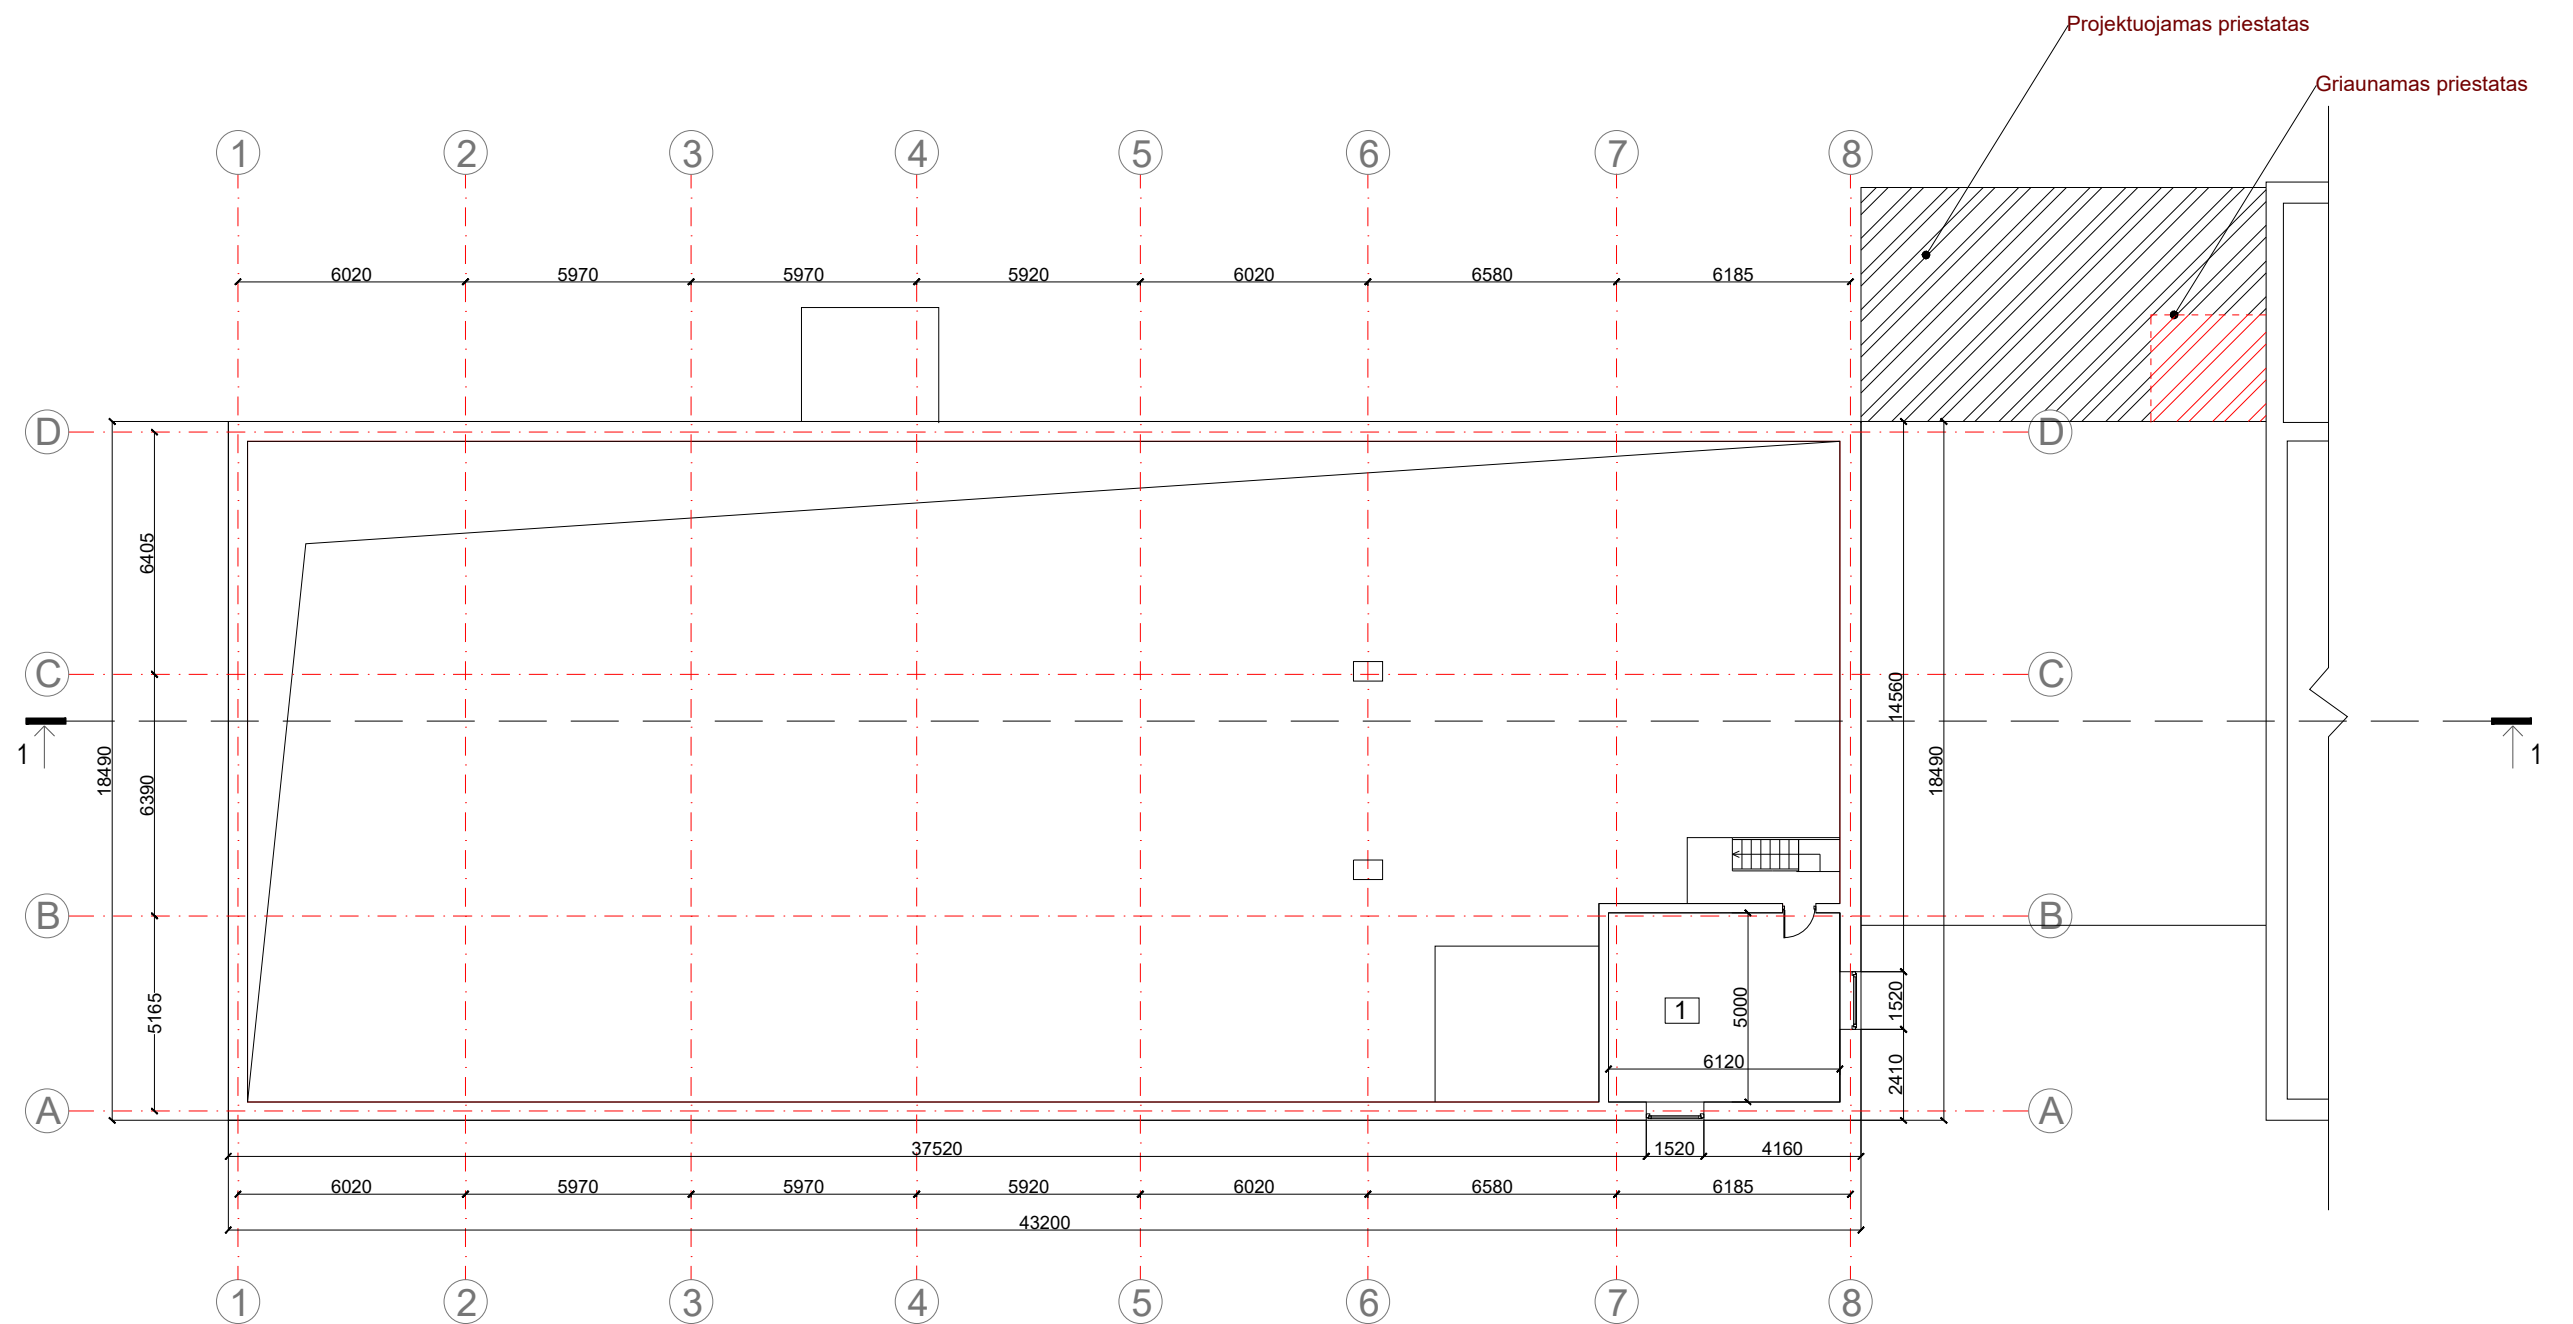 Projektuojamas priestatas
Griaunamas priestatas
1 2 3 4 5 6 7 8
6020 5970 5970 5920 6020 6580 6185
D D
6405
C C
14560
1 1
18490 6390 18490
B B
5165 1 5000 1520
6120 2410
A A
37520 1520 4160
6020 5970 5970 5920 6020 6580 6185
43200
1 2 3 4 5 6 7 8